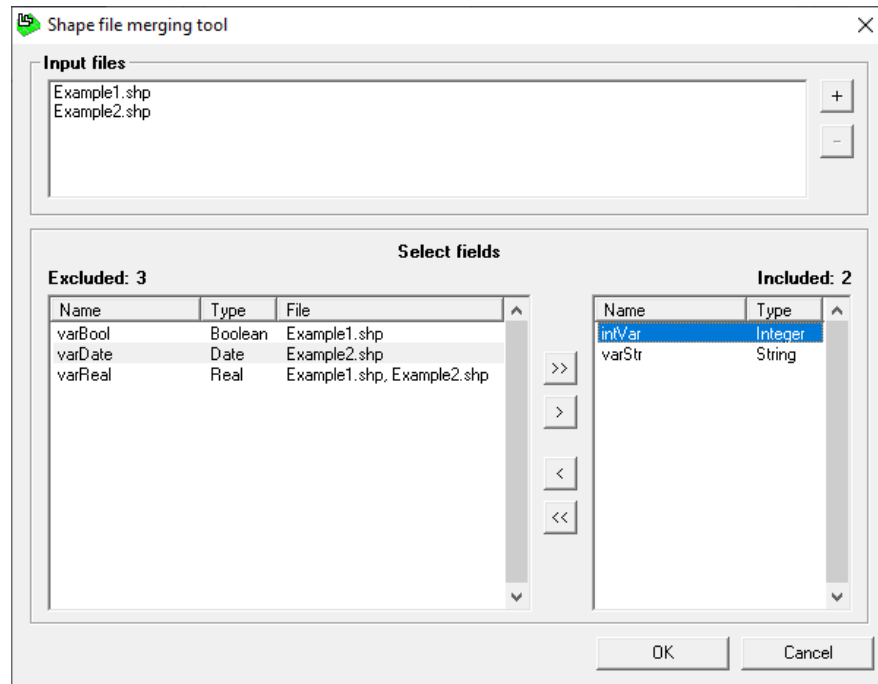 Shape file merging tool
Input files
Example1.shp
Example2.shp
+
-
Select fields
Excluded: 3
Included: 2
Name Type File
varBool Boolean Example1.shp
varDate Date Example2.shp
varReal Real Example1.shp, Example2.shp
>>
>
<
<<
Name Type
intVar Integer
varStr String
OK Cancel